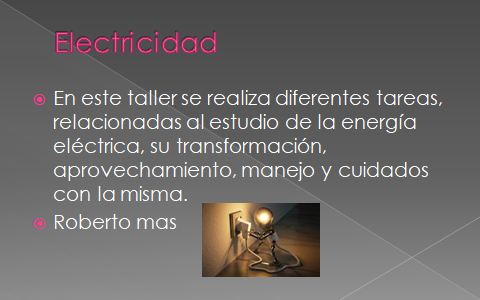 Electricidad
En este taller se realiza diferentes tareas,
relacionadas al estudio de la energía
eléctrica, su transformación,
aprovechamiento, manejo y cuidados
con la misma.
Roberto mas